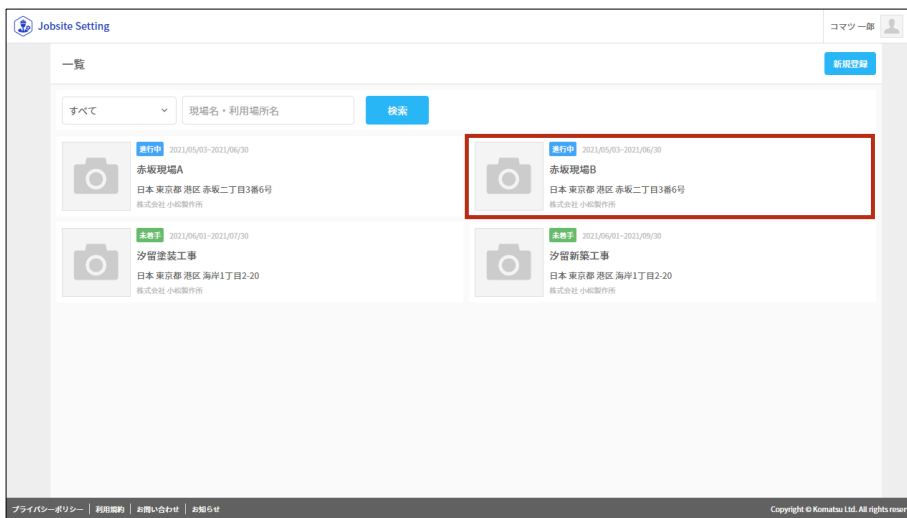 Jobsite Setting
コマツ 一郎
一覧
新規登録
すべて
現場名・利用場所名
検索
進行中 2021/05/03~2021/06/30
赤坂現場A
日本 東京都 港区 赤坂二丁目3番6号
株式会社 小松製作所
進行中 2021/05/03~2021/06/30
赤坂現場B
日本 東京都 港区 赤坂二丁目3番6号
株式会社 小松製作所
未着手 2021/06/01~2021/07/30
汐留塗装工事
日本 東京都 港区 海岸1丁目2-20
株式会社 小松製作所
未着手 2021/06/01~2021/09/30
汐留新築工事
日本 東京都 港区 海岸1丁目2-20
株式会社 小松製作所
プライバシーポリシー | 利用規約 | お問い合わせ | お知らせ
Copyright © Komatsu Ltd. All rights reser